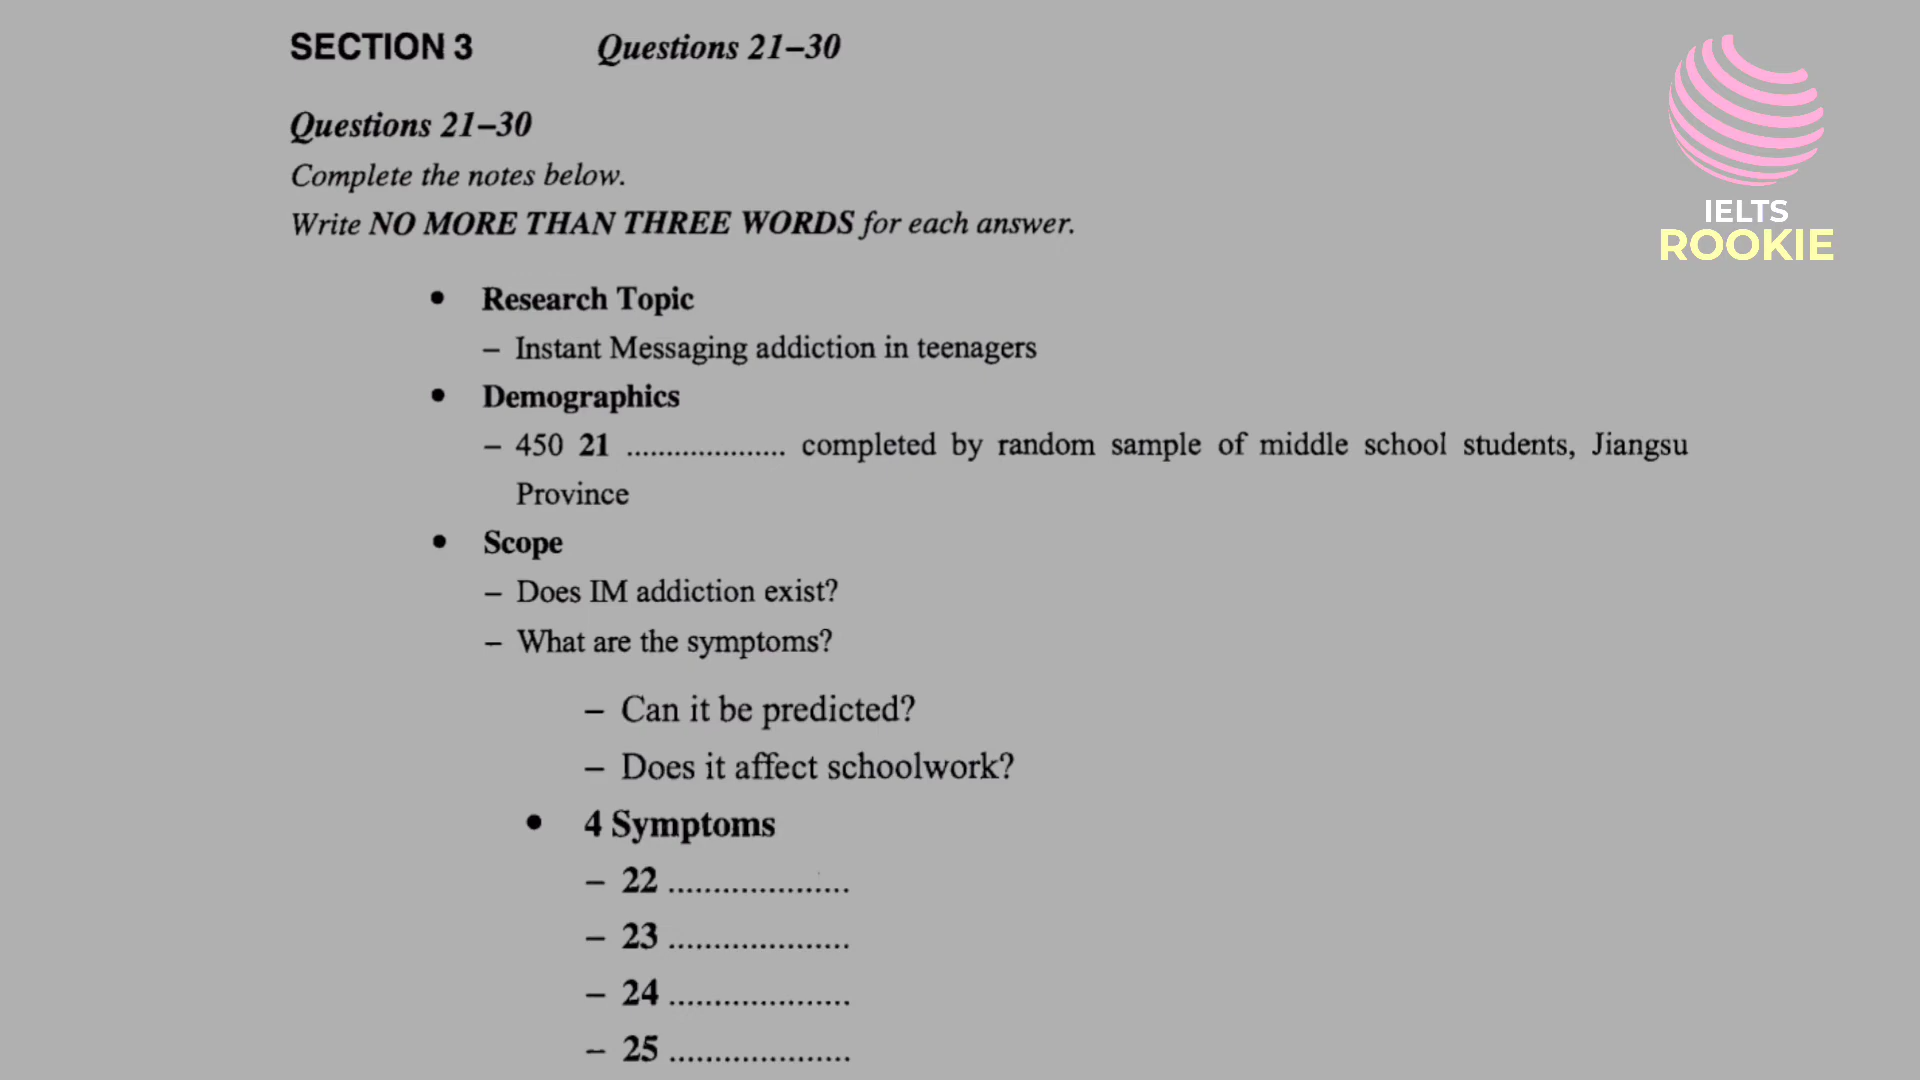 SECTION 3 Questions 21–30
IELTS
ROOKIE
Questions 21–30
Complete the notes below.
Write NO MORE THAN THREE WORDS for each answer.
• Research Topic
– Instant Messaging addiction in teenagers
• Demographics
– 450 21 .................... completed by random sample of middle school students, Jiangsu
Province
• Scope
– Does IM addiction exist?
– What are the symptoms?
– Can it be predicted?
– Does it affect schoolwork?
• 4 Symptoms
– 22 ....................
– 23 ....................
– 24 ....................
– 25 ....................